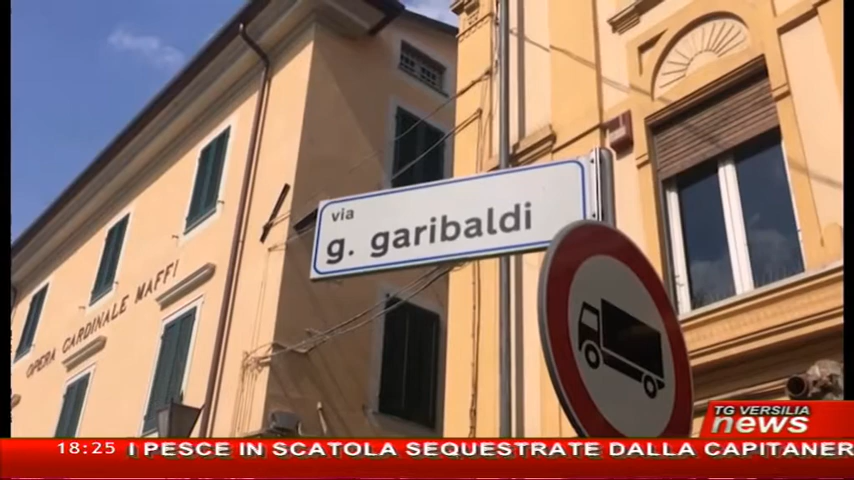 via
g. garibaldi
OPERA CARDINALE MAFFI
TG VERSILIA
news
18:25 I PESCE IN SCATOLA SEQUESTRATE DALLA CAPITANER